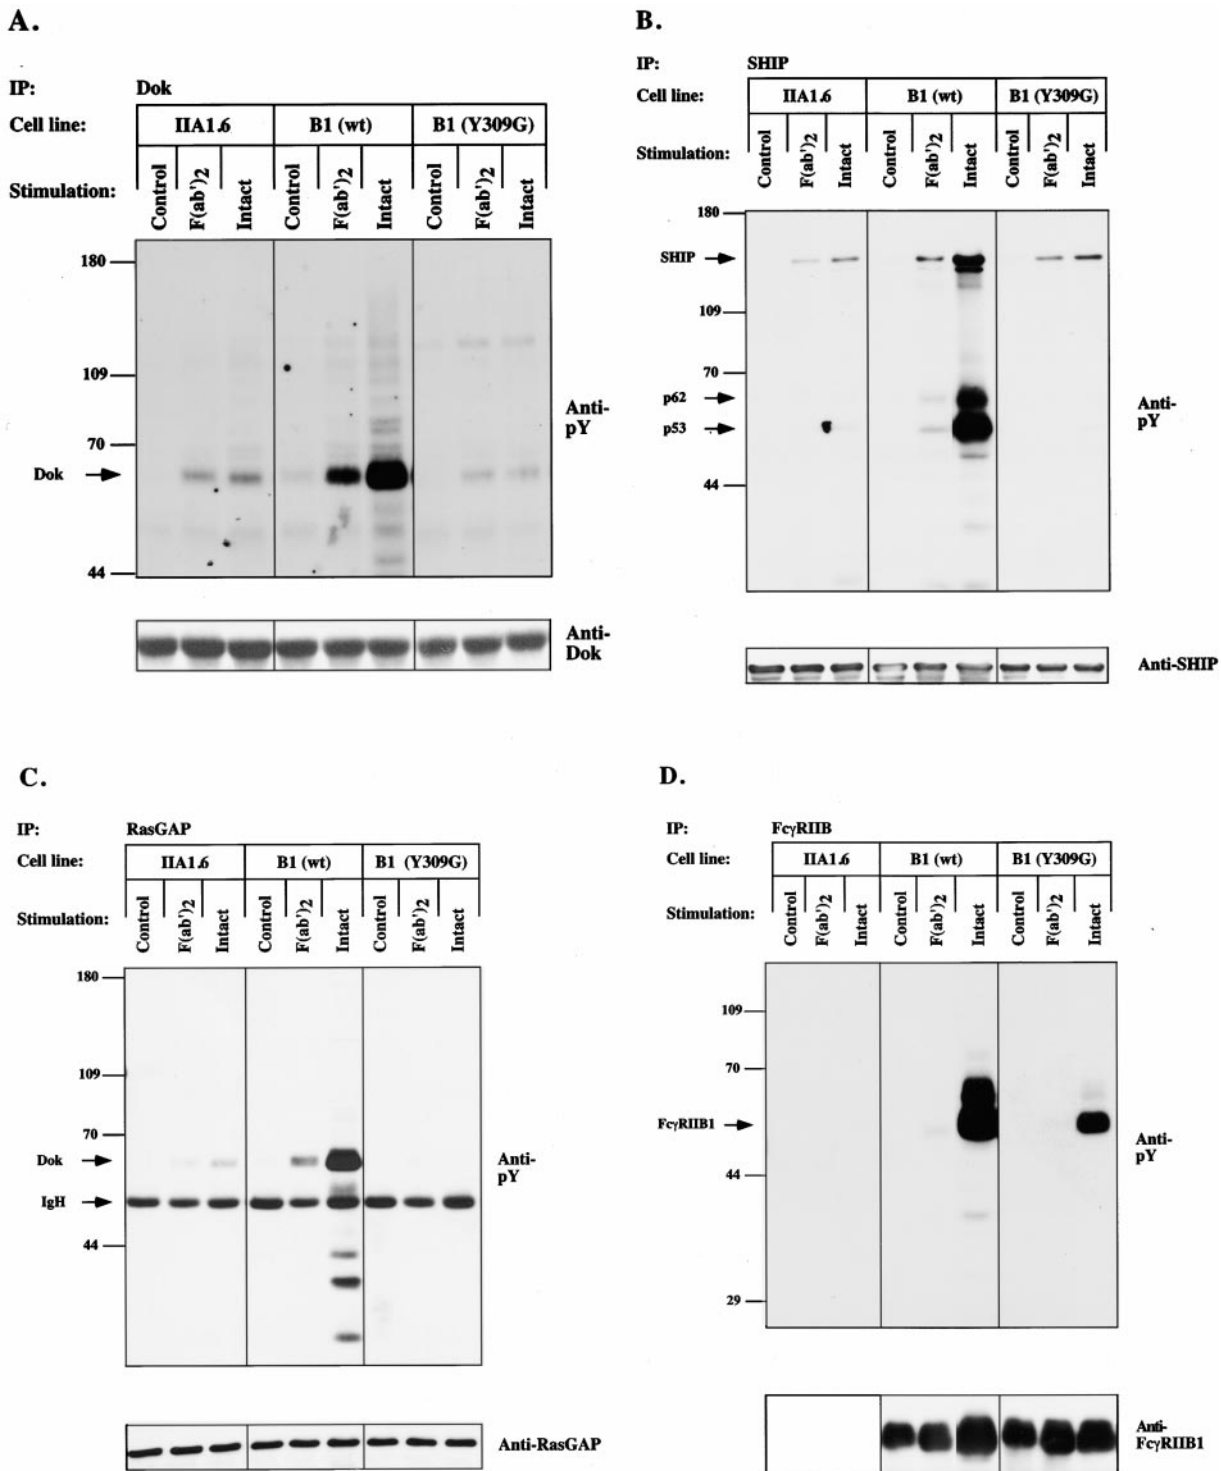 A.
IP: Dok
Cell line: IIA1.6 B1 (wt) B1 (Y309G)
Stimulation: Control F(ab')2 Intact Control F(ab')2 Intact Control F(ab')2 Intact
180
109
70
Dok
44
Anti-
pY
Anti-
Dok
B.
IP: SHIP
Cell line: IIA1.6 B1 (wt) B1 (Y309G)
Stimulation: Control F(ab')2 Intact Control F(ab')2 Intact Control F(ab')2 Intact
180
SHIP
109
70
p62
p53
44
Anti-
pY
Anti-SHIP
C.
IP: RasGAP
Cell line: IIA1.6 B1 (wt) B1 (Y309G)
Stimulation: Control F(ab')2 Intact Control F(ab')2 Intact Control F(ab')2 Intact
180
109
70
Dok
IgH
44
Anti-
pY
Anti-RasGAP
D.
IP: FcγRIIB
Cell line: IIA1.6 B1 (wt) B1 (Y309G)
Stimulation: Control F(ab')2 Intact Control F(ab')2 Intact Control F(ab')2 Intact
109
70
FcγRIIB1
44
29
Anti-
pY
Anti-
FcγRIIB1